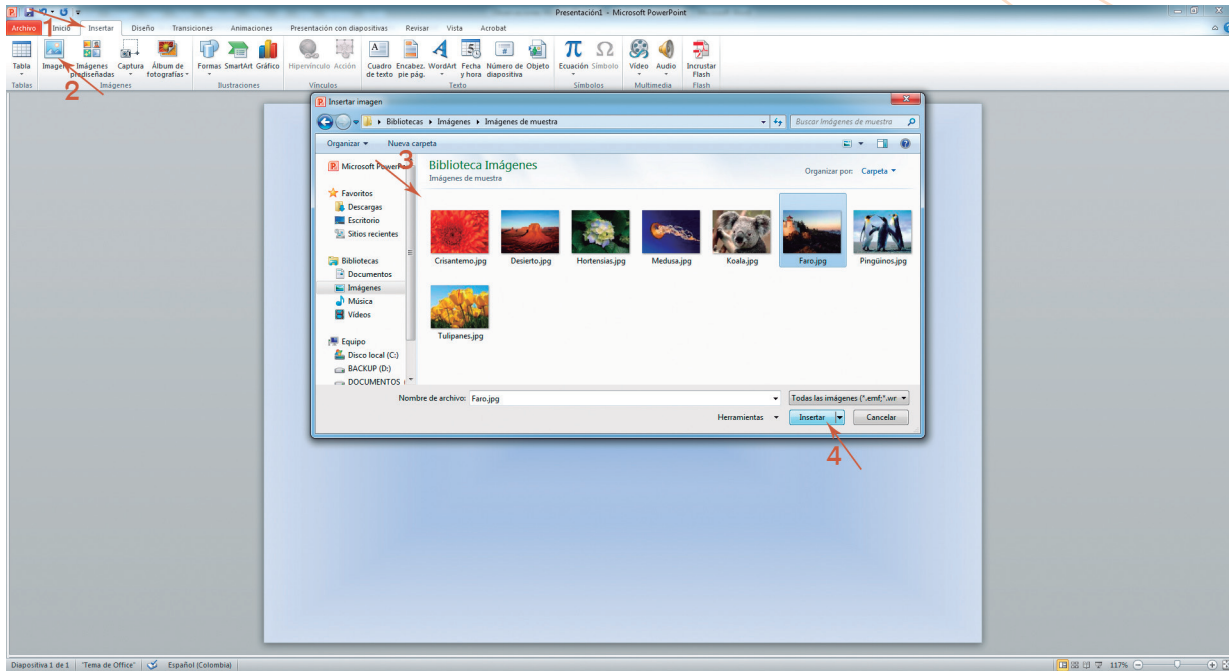 Presentación1 - Microsoft PowerPoint
Archivo Inicio Insertar Diseño Transiciones Animaciones Presentación con diapositivas Revisar Vista Acrobat
1
Tabla Imagen Imágenes prediseñadas Captura Álbum de fotografías Formas SmartArt Gráfico Hipervínculo Acción Cuadro de texto Encabez. pie pág. WordArt Fecha y hora Número de diapositiva Objeto Ecuación Símbolo Vídeo Audio Incrustar Flash
Tablas Imágenes Ilustraciones Vínculos Texto Símbolos Multimedia Flash
2
Insertar imagen
Bibliotecas Imágenes Imágenes de muestra Buscar Imágenes de muestra
Organizar Nueva carpeta
3
Microsoft PowerP
Biblioteca Imágenes
Imágenes de muestra
Organizar por: Carpeta
Favoritos
Descargas
Escritorio
Sitios recientes
Bibliotecas
Documentos
Imágenes
Música
Vídeos
Equipo
Disco local (C:)
BACKUP (D:)
DOCUMENTOS
Crisantemo.jpg Desierto.jpg Hortensias.jpg Medusa.jpg Koala.jpg Faro.jpg Pingüinos.jpg
Tulipanes.jpg
Nombre de archivo: Faro.jpg Todas las imágenes (*.emf;*.wr
Herramientas Insertar Cancelar
4
Diapositiva 1 de 1 "Tema de Office" Español (Colombia) 117%